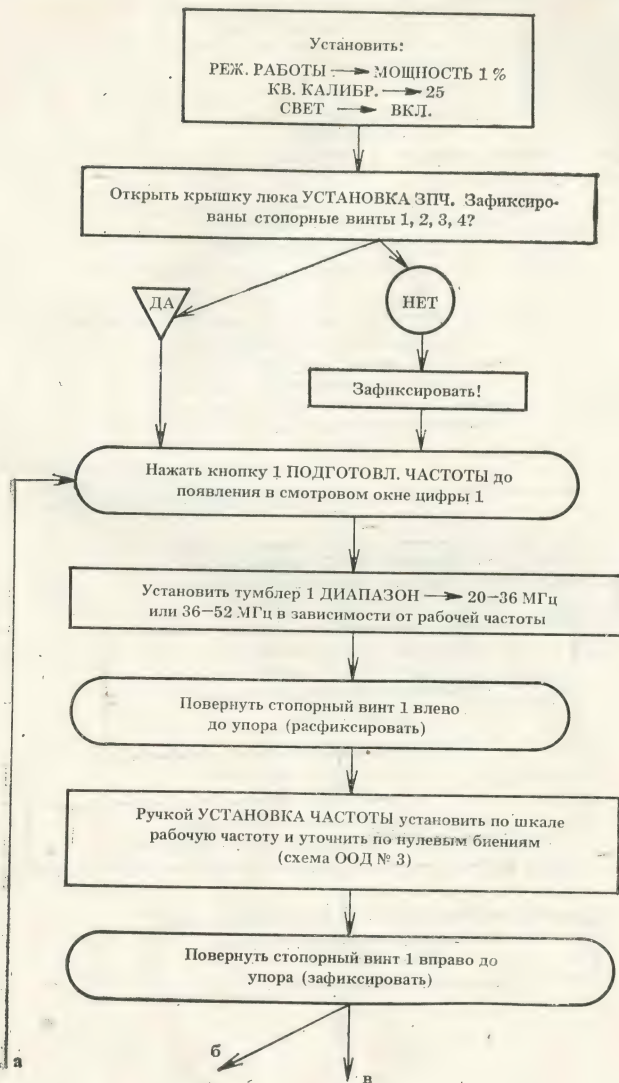 Установить:
РЕЖ. РАБОТЫ → МОЩНОСТЬ 1 %
КВ. КАЛИБР. → 25
СВЕТ → ВКЛ.
Открыть крышку люка УСТАНОВКА ЗПЧ. Зафиксиро-
ваны стопорные винты 1, 2, 3, 4?
ДА
НЕТ
Зафиксировать!
Нажать кнопку 1 ПОДГОТОВЛ. ЧАСТОТЫ до
появления в смотровом окне цифры 1
Установить тумблер 1 ДИАПАЗОН → 20—36 МГц
или 36—52 МГц в зависимости от рабочей частоты
Повернуть стопорный винт 1 влево
до упора (расфиксировать)
Ручкой УСТАНОВКА ЧАСТОТЫ установить по шкале
рабочую частоту и уточнить по нулевым биениям
(схема ООД № 3)
Повернуть стопорный винт 1 вправо до
упора (зафиксировать)
а
б
в